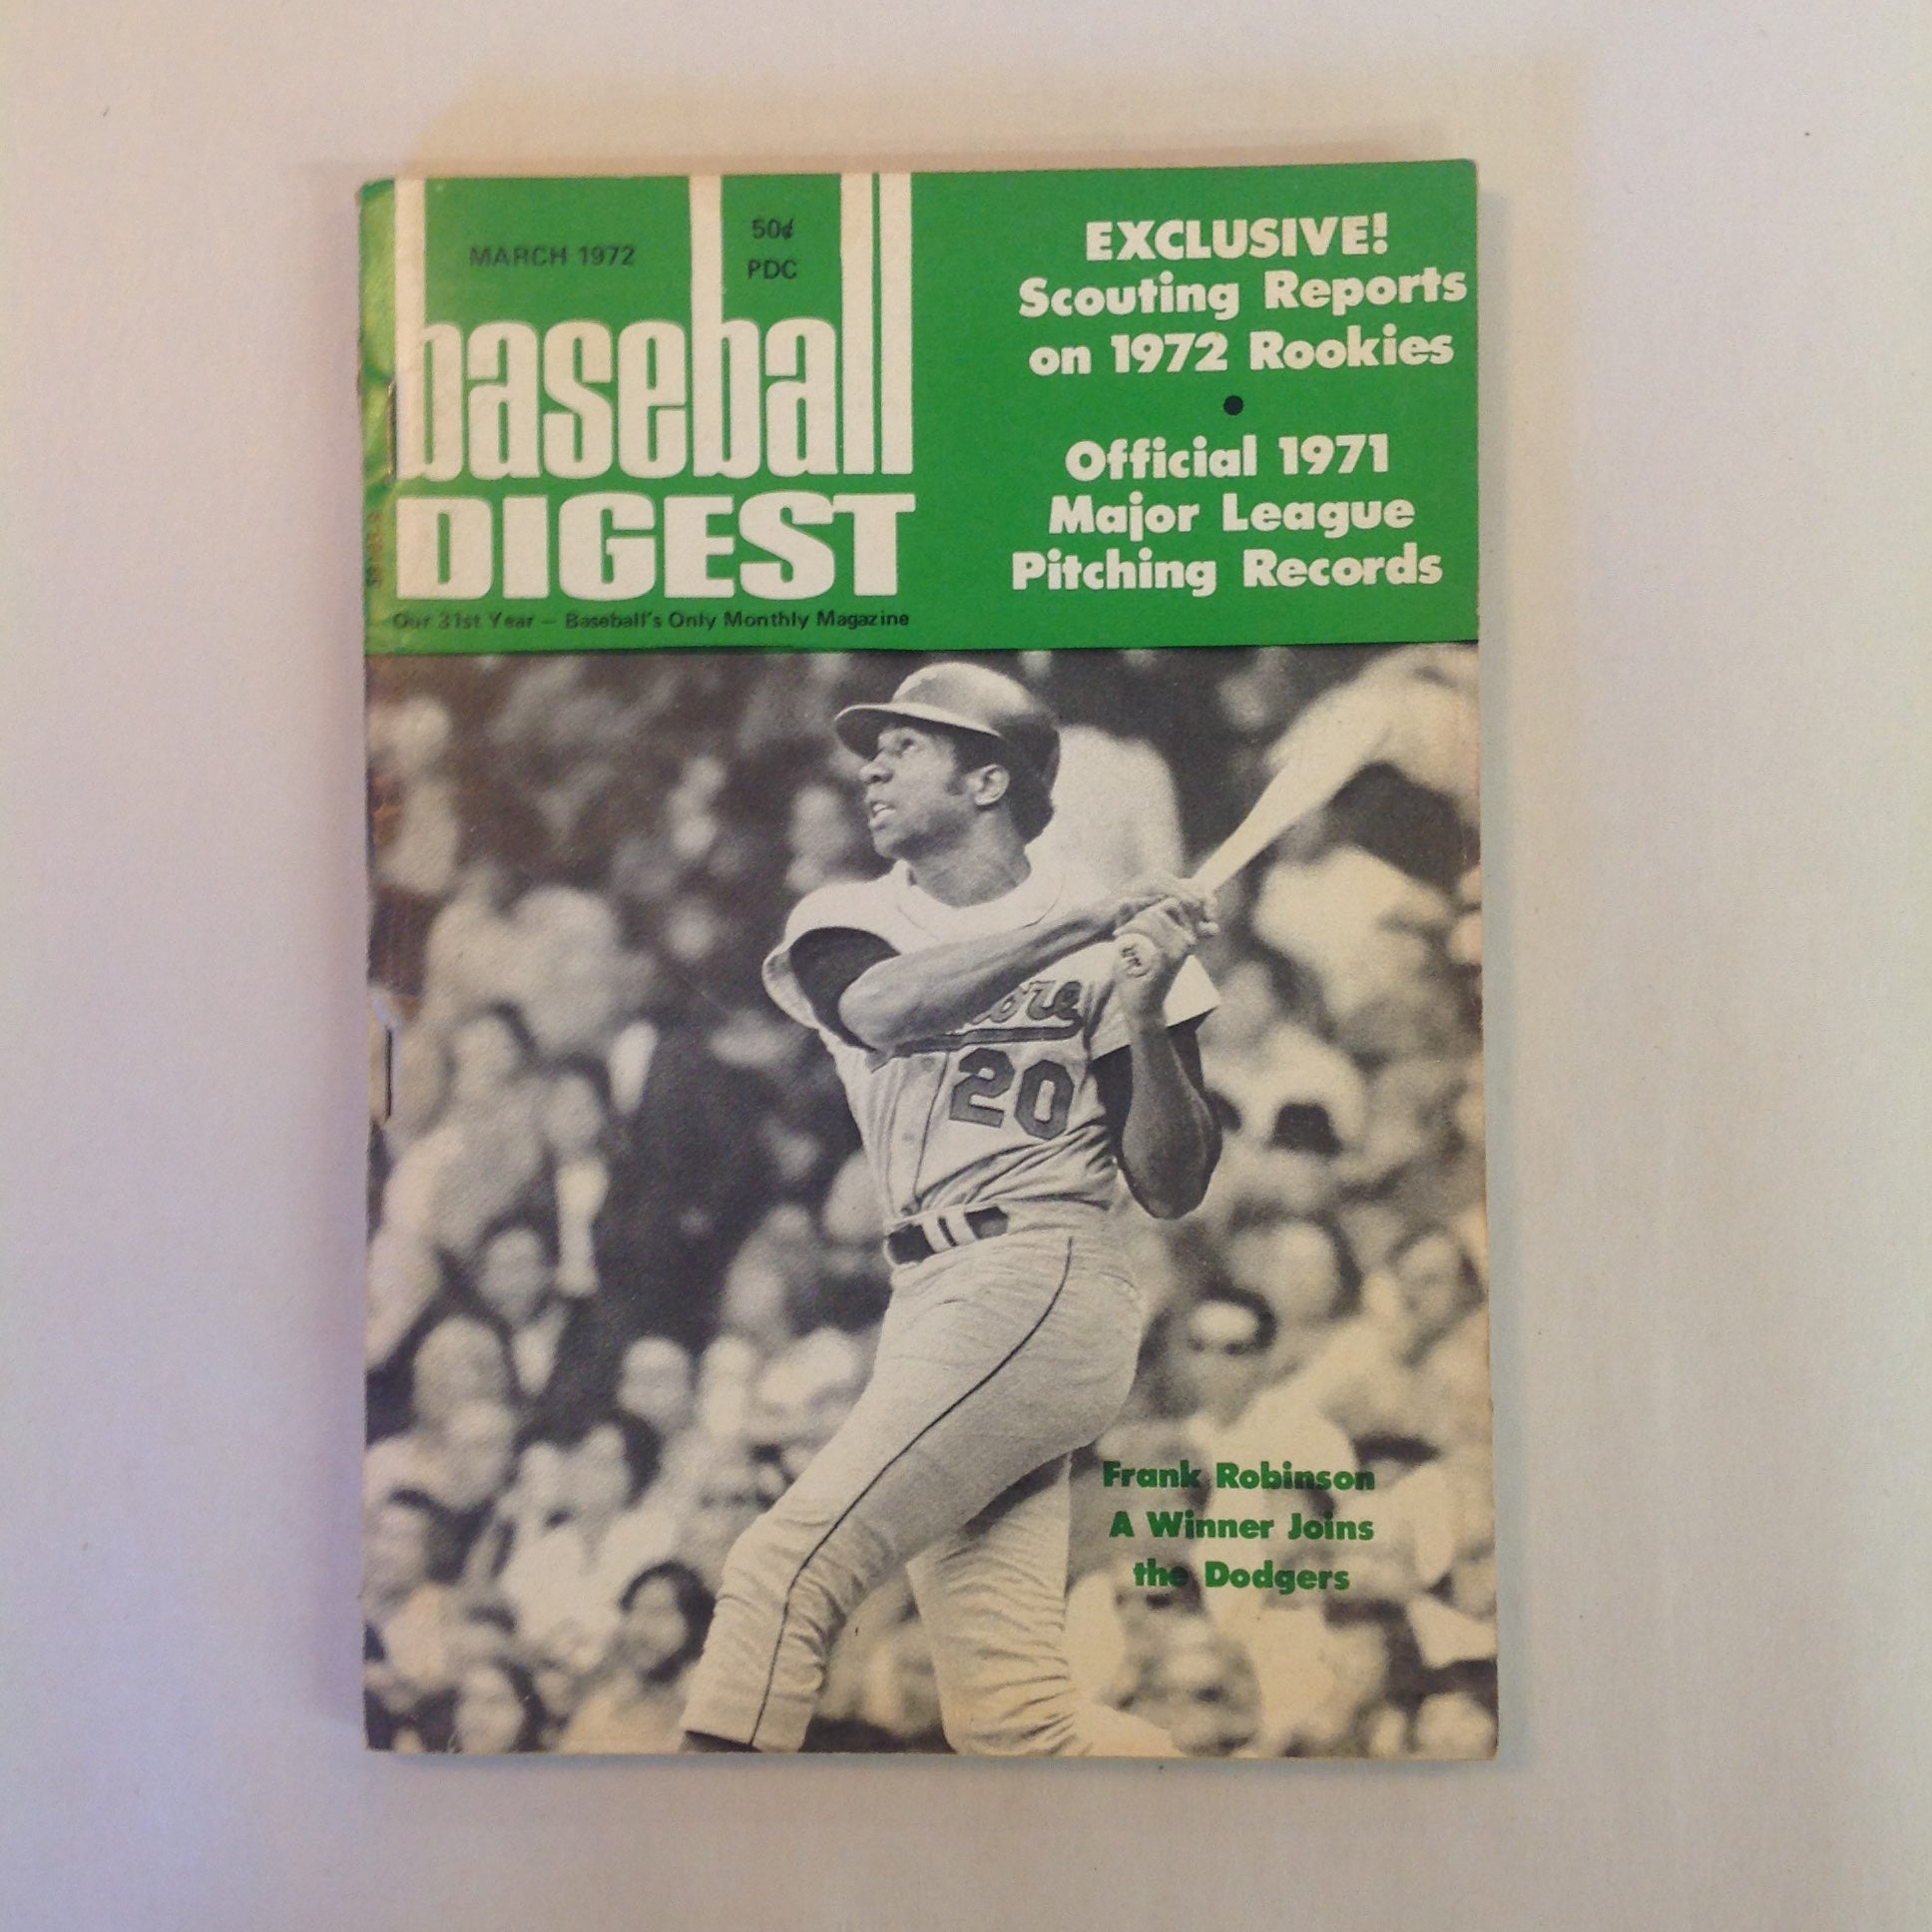 MARCH 1972
50¢
PDC
baseball
DIGEST
Our 31st Year — Baseball's Only Monthly Magazine
EXCLUSIVE!
Scouting Reports
on 1972 Rookies
•
Official 1971
Major League
Pitching Records
ore
20
Frank Robinson
A Winner Joins
the Dodgers